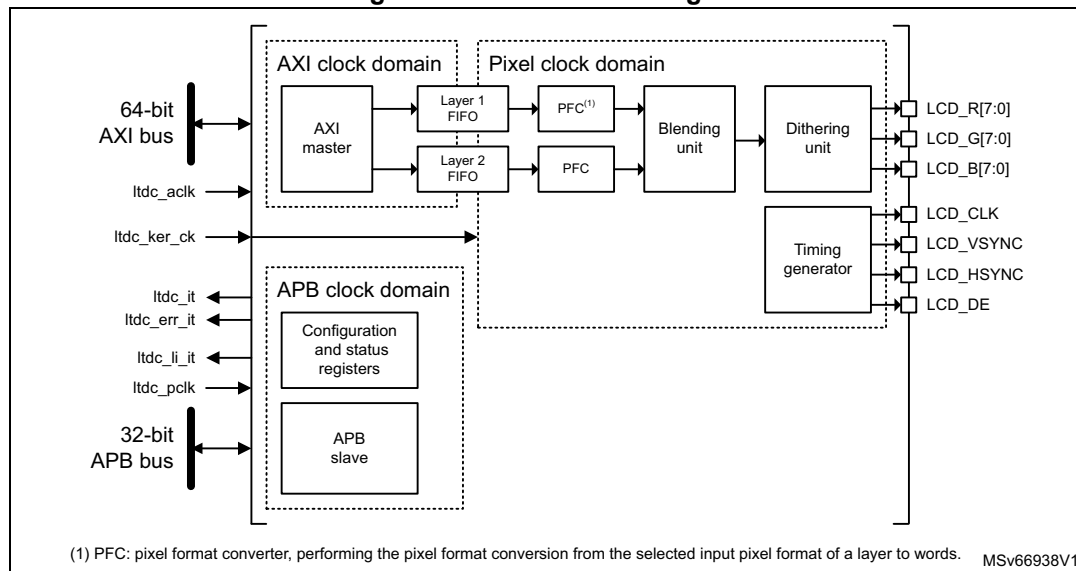 AXI clock domain
Pixel clock domain
64-bit
AXI bus
AXI
master
Layer 1
FIFO
Layer 2
FIFO
PFC(1)
PFC
Blending
unit
Dithering
unit
LCD_R[7:0]
LCD_G[7:0]
LCD_B[7:0]
ltdc_aclk
ltdc_ker_ck
Timing
generator
LCD_CLK
LCD_VSYNC
LCD_HSYNC
LCD_DE
ltdc_it
ltdc_err_it
ltdc_li_it
ltdc_pclk
APB clock domain
Configuration
and status
registers
32-bit
APB bus
APB
slave
(1) PFC: pixel format converter, performing the pixel format conversion from the selected input pixel format of a layer to words.
MSv66938V1